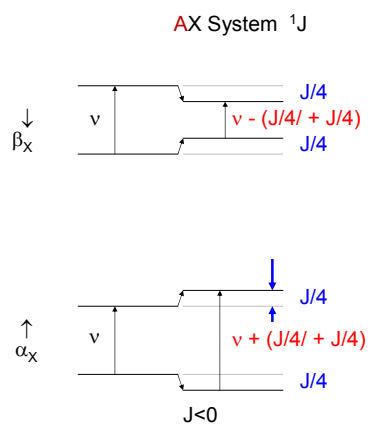 AX System ¹J
J/4
↓
ν
ν - (J/4/ + J/4)
βX
J/4
J/4
↑
ν
ν + (J/4/ + J/4)
αX
J/4
J<0